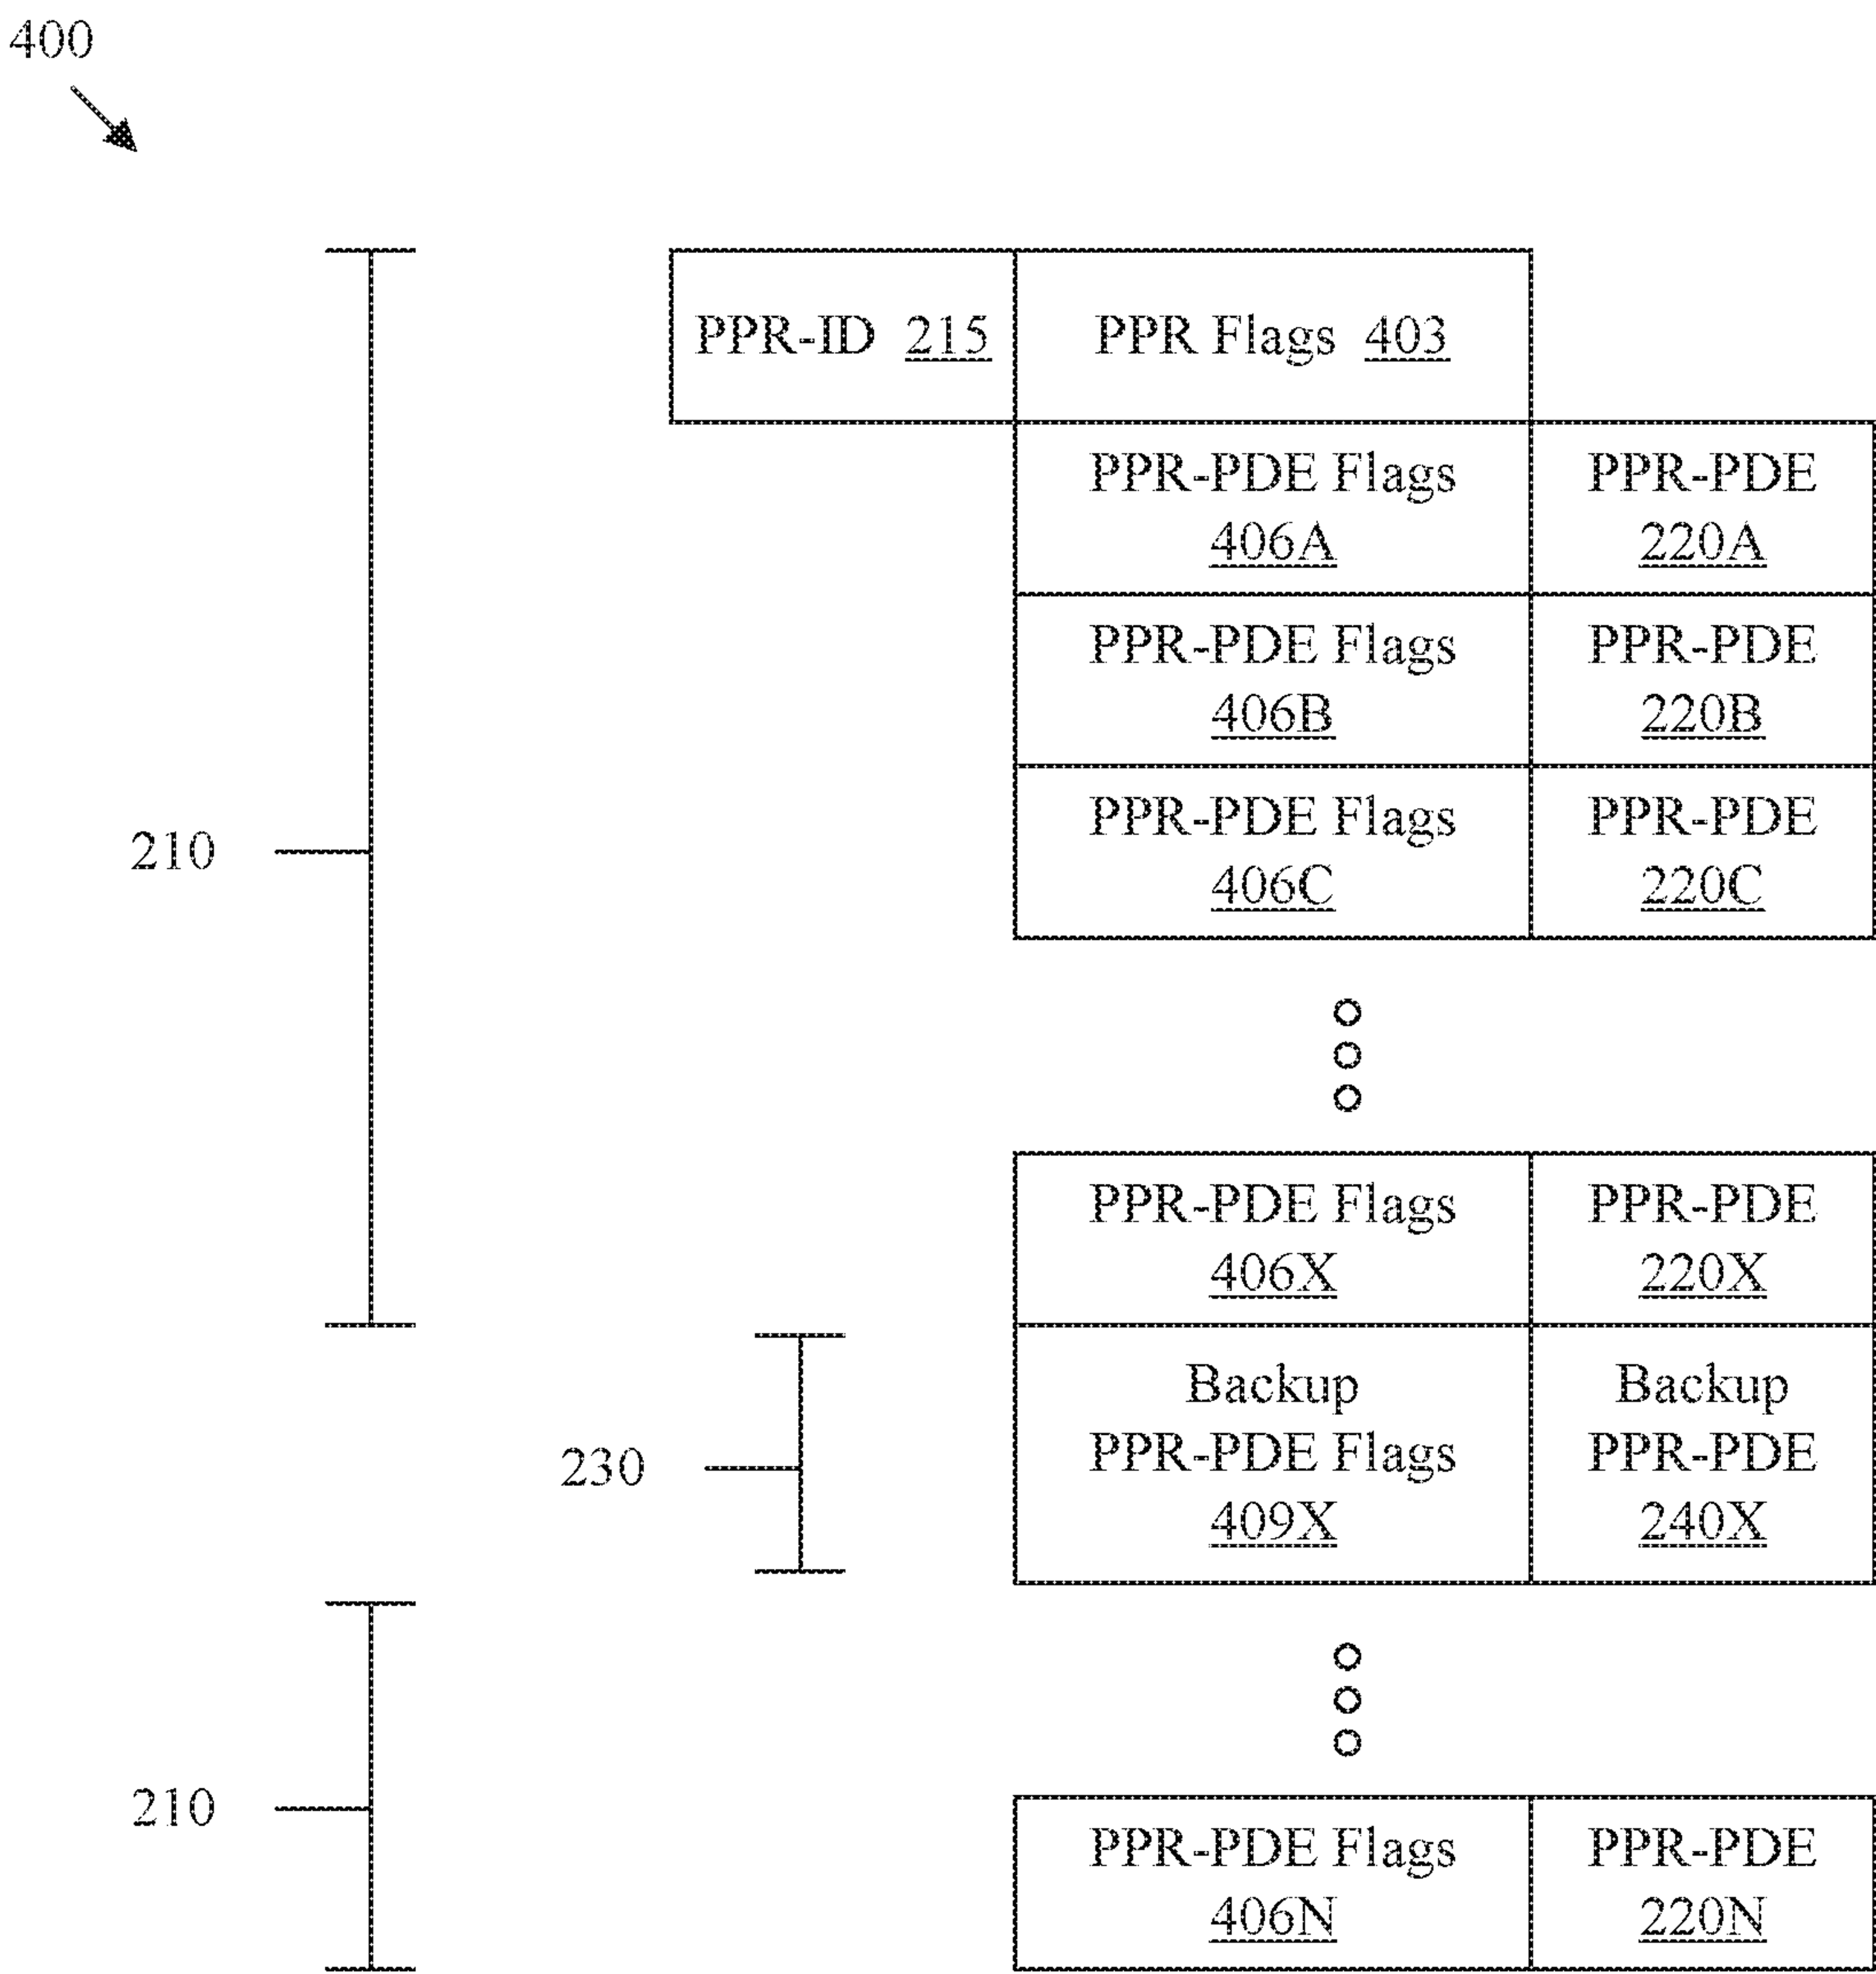 400
PPR-ID 215
PPR Flags 403
PPR-PDE Flags
406A
PPR-PDE
220A
PPR-PDE Flags
406B
PPR-PDE
220B
210
PPR-PDE Flags
406C
PPR-PDE
220C
PPR-PDE Flags
406X
PPR-PDE
220X
230
Backup
PPR-PDE Flags
409X
Backup
PPR-PDE
240X
210
PPR-PDE Flags
406N
PPR-PDE
220N